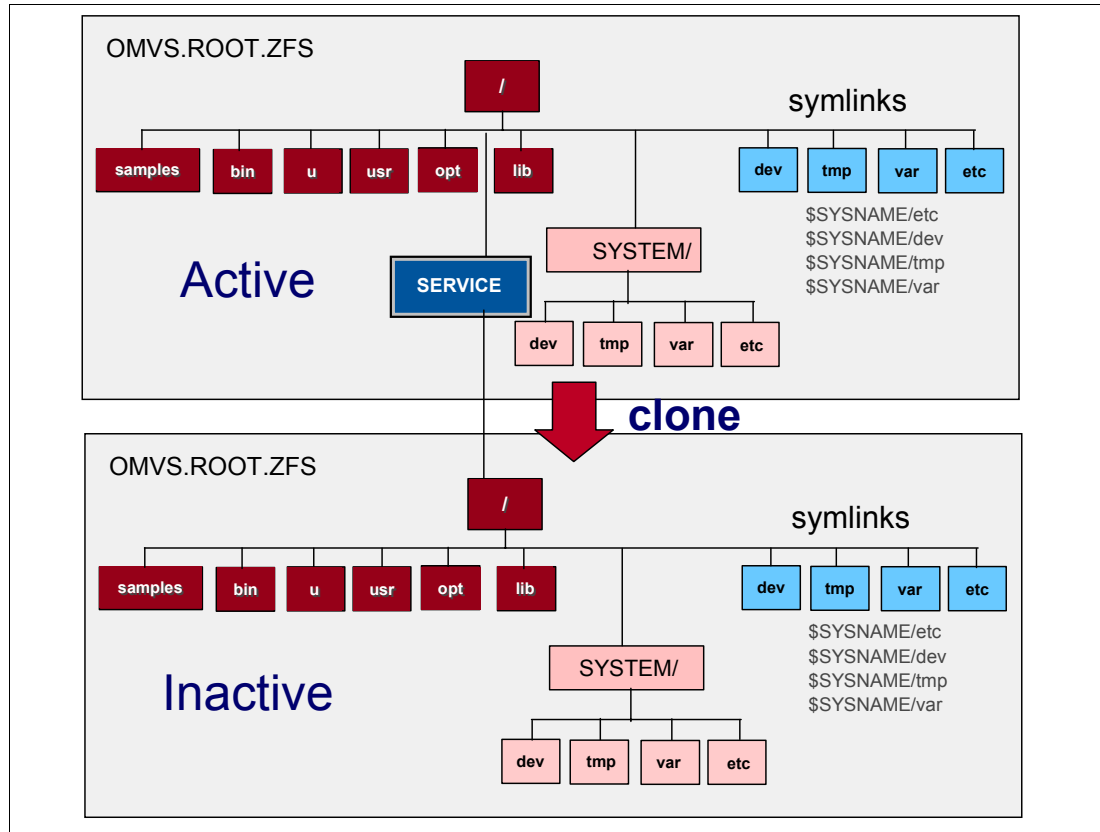 OMVS.ROOT.ZFS
/
symlinks
samples bin u usr opt lib dev tmp var etc
$SYSNAME/etc
$SYSNAME/dev
$SYSNAME/tmp
$SYSNAME/var
SYSTEM/
Active
SERVICE
dev tmp var etc
clone
OMVS.ROOT.ZFS
/
symlinks
samples bin u usr opt lib dev tmp var etc
$SYSNAME/etc
$SYSNAME/dev
$SYSNAME/tmp
$SYSNAME/var
SYSTEM/
Inactive
dev tmp var etc